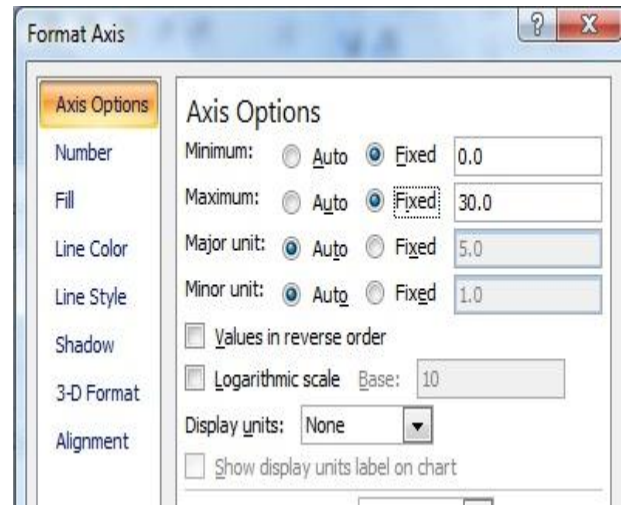 Format Axis
?
X
Axis Options
Number
Fill
Line Color
Line Style
Shadow
3-D Format
Alignment
Axis Options
Minimum: Auto Fixed 0.0
Maximum: Auto Fixed 30.0
Major unit: Auto Fixed 5.0
Minor unit: Auto Fixed 1.0
Values in reverse order
Logarithmic scale Base: 10
Display units: None
Show display units label on chart